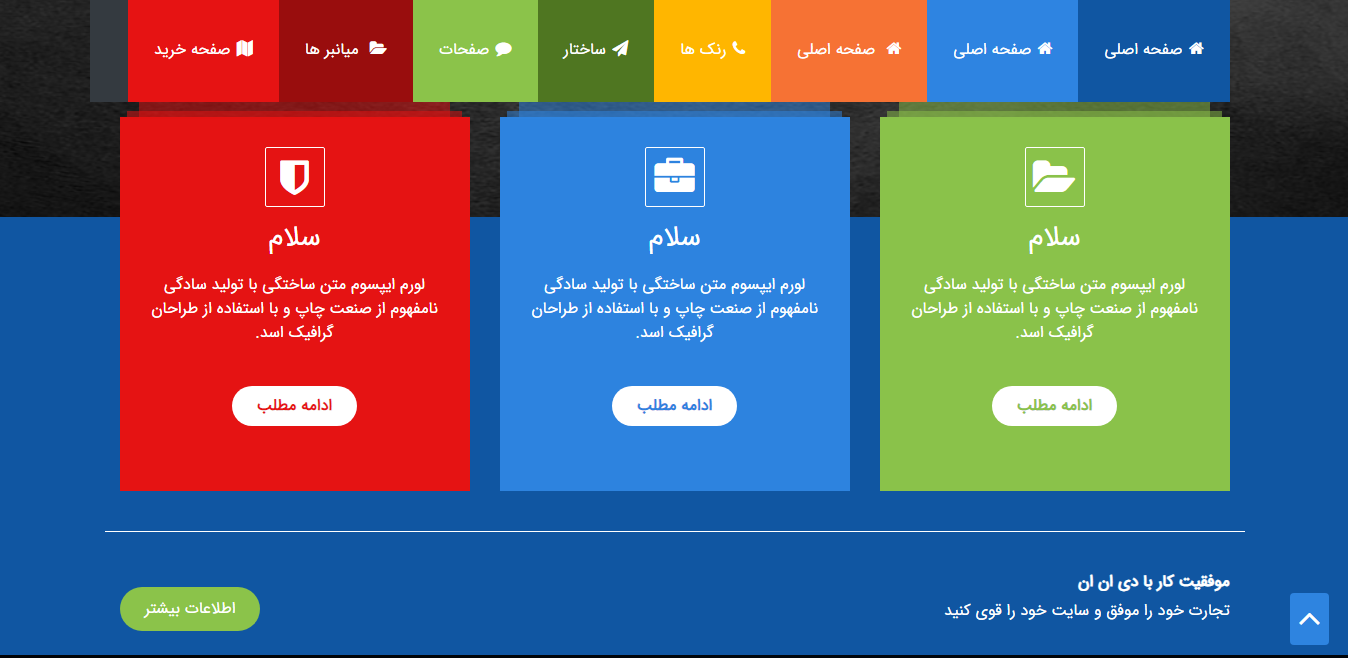 صفحه اصلی
صفحه اصلی
صفحه اصلی
رنک ها
ساختار
صفحات
میانبر ها
صفحه خرید
سلام
لورم ایپسوم متن ساختگی با تولید سادگی
نامفهوم از صنعت چاپ و با استفاده از طراحان
گرافیک اسد.
ادامه مطلب
سلام
لورم ایپسوم متن ساختگی با تولید سادگی
نامفهوم از صنعت چاپ و با استفاده از طراحان
گرافیک اسد.
ادامه مطلب
سلام
لورم ایپسوم متن ساختگی با تولید سادگی
نامفهوم از صنعت چاپ و با استفاده از طراحان
گرافیک اسد.
ادامه مطلب
موفقیت کار با دی ان ان
تجارت خود را موفق و سایت خود را قوی کنید
اطلاعات بیشتر